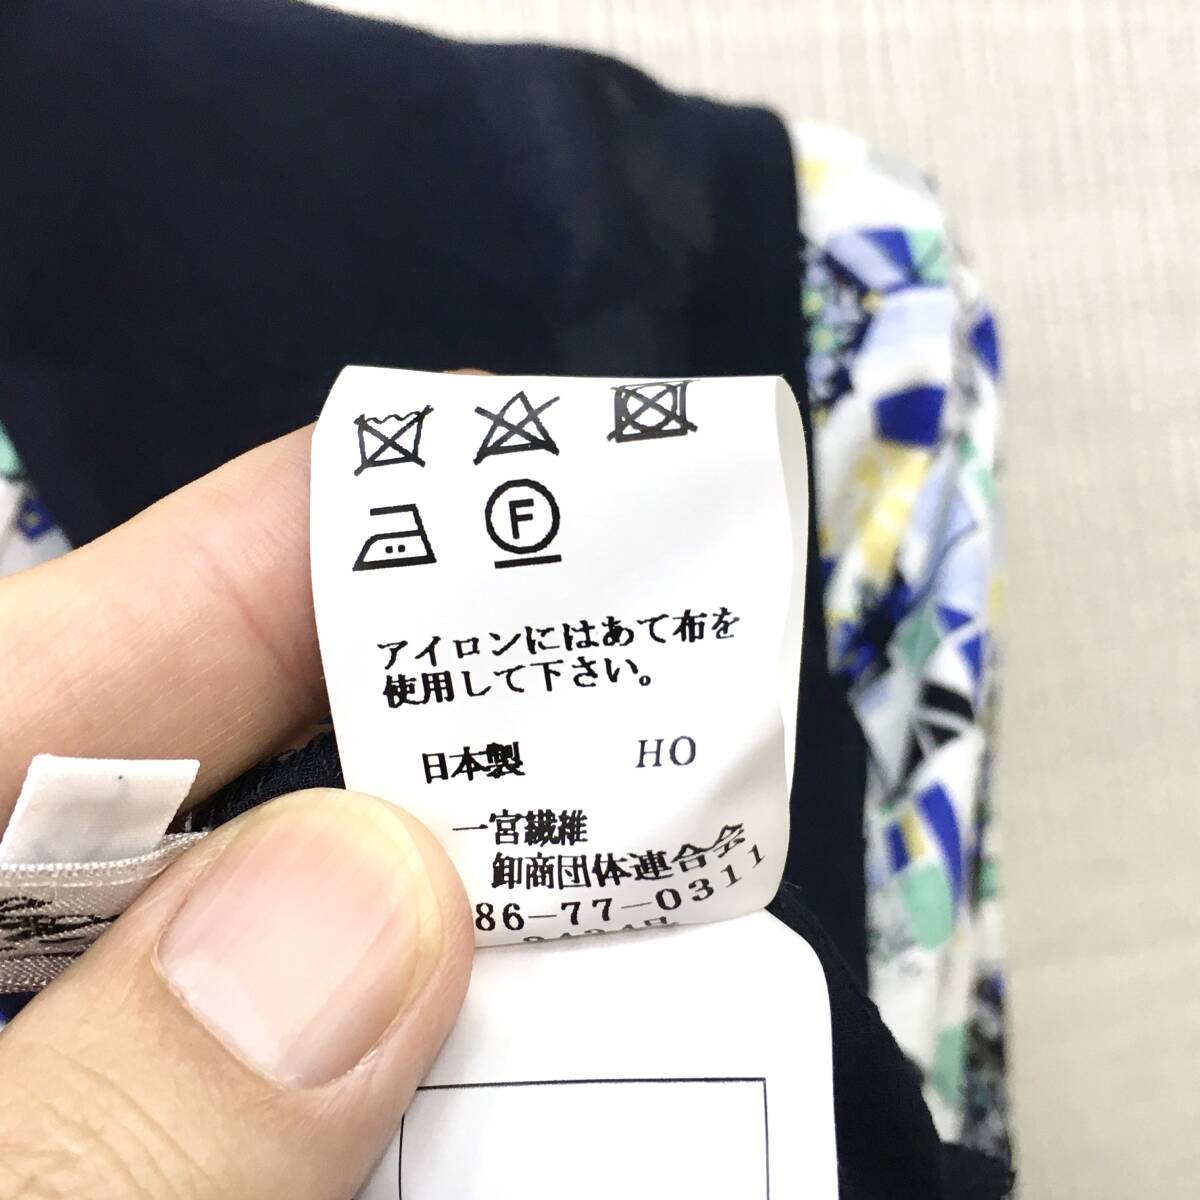 F
アイロンにはあて布を
使用して下さい。
日本製 HO
一宮繊維
卸商団体連合会
86-77-0311